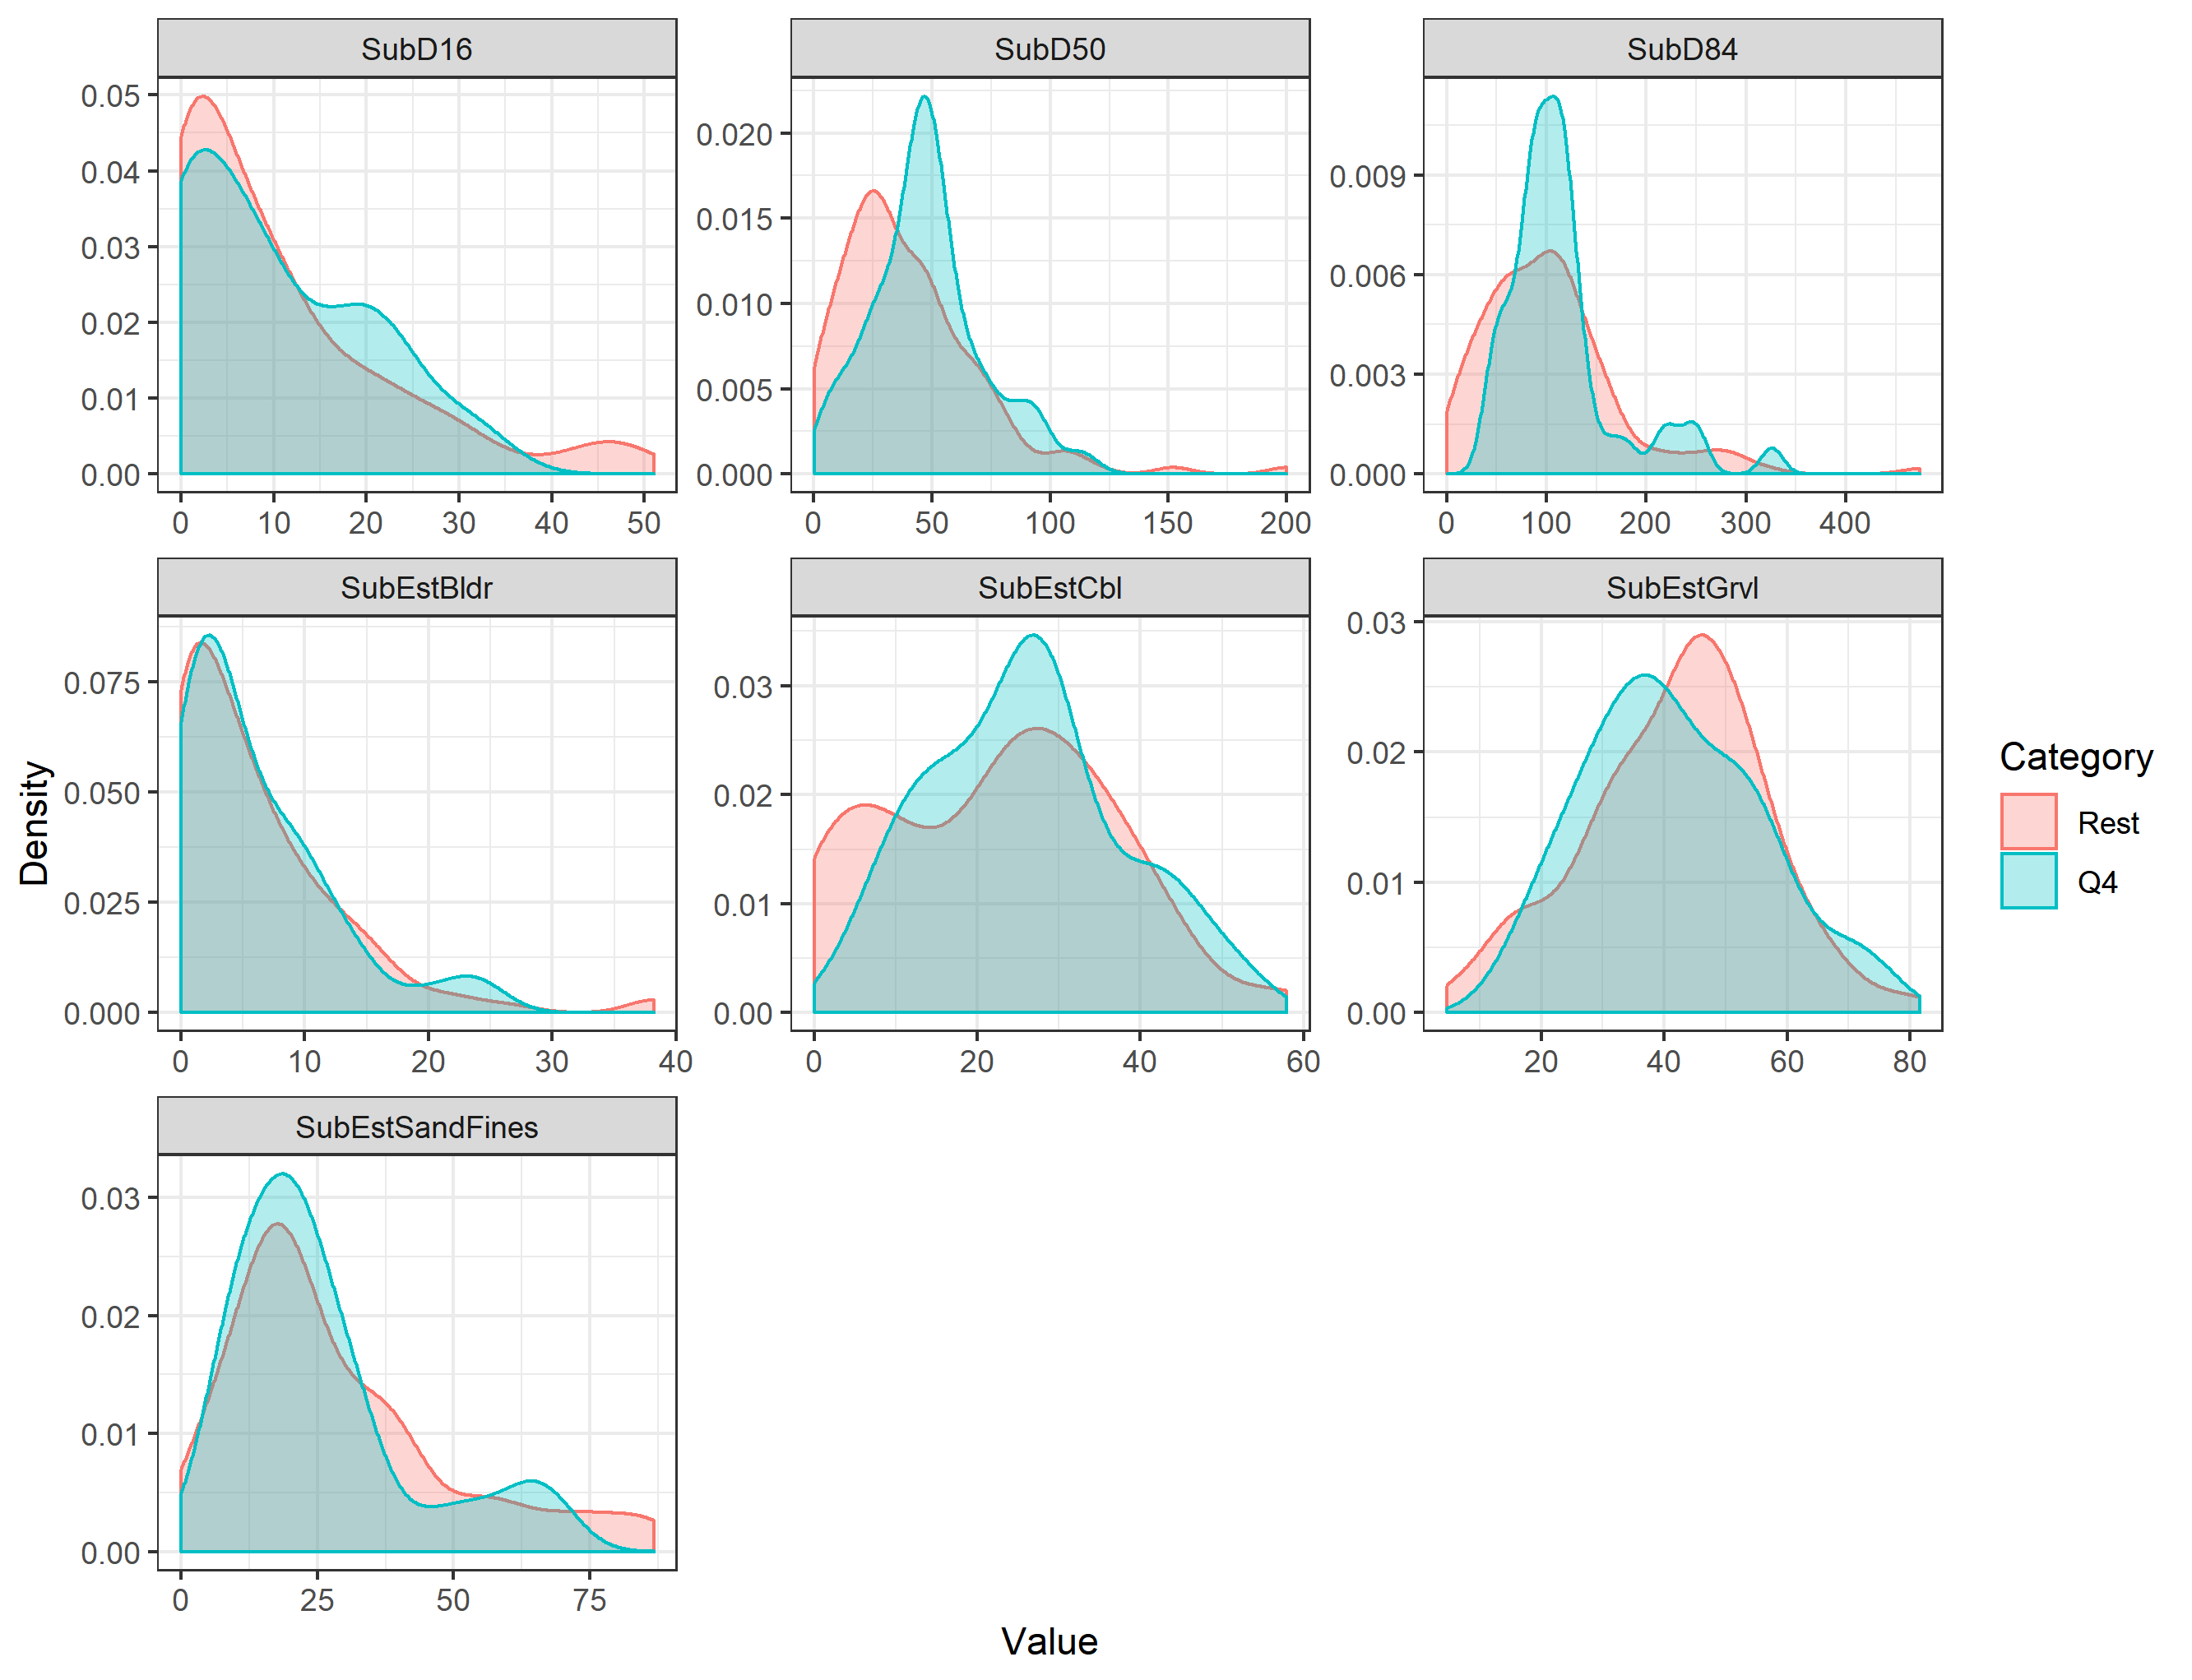 SubD16 SubD50 SubD84
0.05
0.04
0.03
0.02
0.01
0.00
0.020
0.015
0.010
0.005
0.000
0.009
0.006
0.003
0.000
0 10 20 30 40 50
0 50 100 150 200
0 100 200 300 400
SubEstBldr SubEstCbl SubEstGrvl
0.075
0.050
0.025
0.000
0.03
0.02
0.01
0.00
0.03
0.02
0.01
0.00
0 10 20 30 40
0 20 40 60
20 40 60 80
SubEstSandFines
0.03
0.02
0.01
0.00
0 25 50 75
Density
Value
Category
Rest
Q4